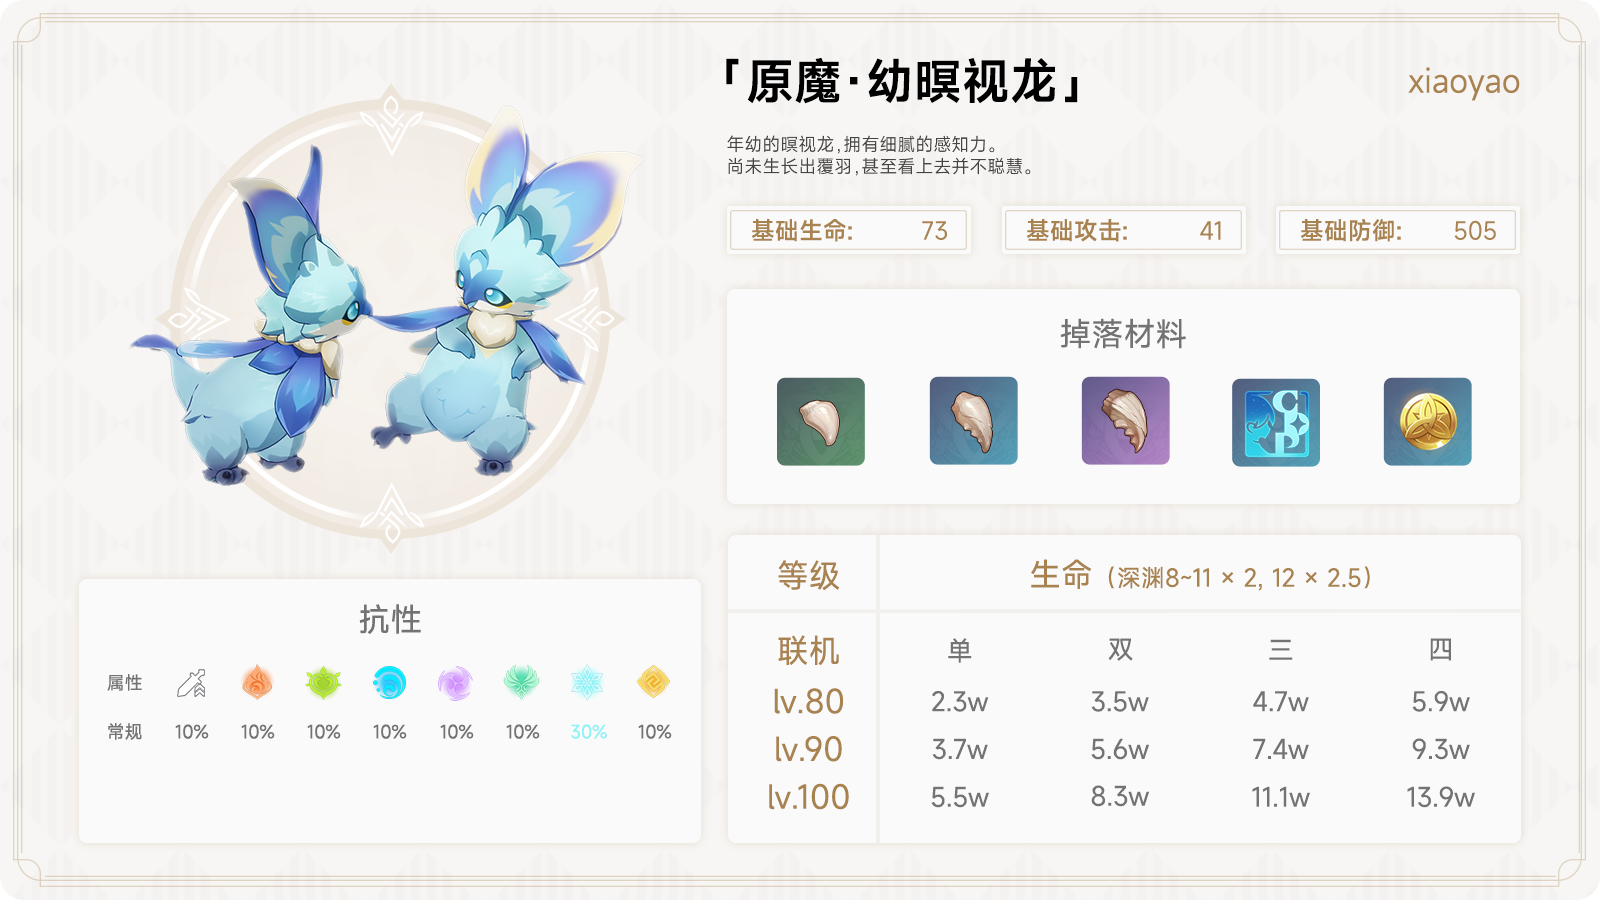 「原魔·幼暝视龙」
xiaoyao
年幼的暝视龙,拥有细腻的感知力。
尚未生长出覆羽,甚至看上去并不聪慧。
基础生命: 73
基础攻击: 41
基础防御: 505
掉落材料
抗性
属性
常规 10% 10% 10% 10% 10% 10% 30% 10%
等级 生命 (深渊8~11 × 2, 12 × 2.5)
联机 单 双 三 四
lv.80 2.3w 3.5w 4.7w 5.9w
lv.90 3.7w 5.6w 7.4w 9.3w
lv.100 5.5w 8.3w 11.1w 13.9w